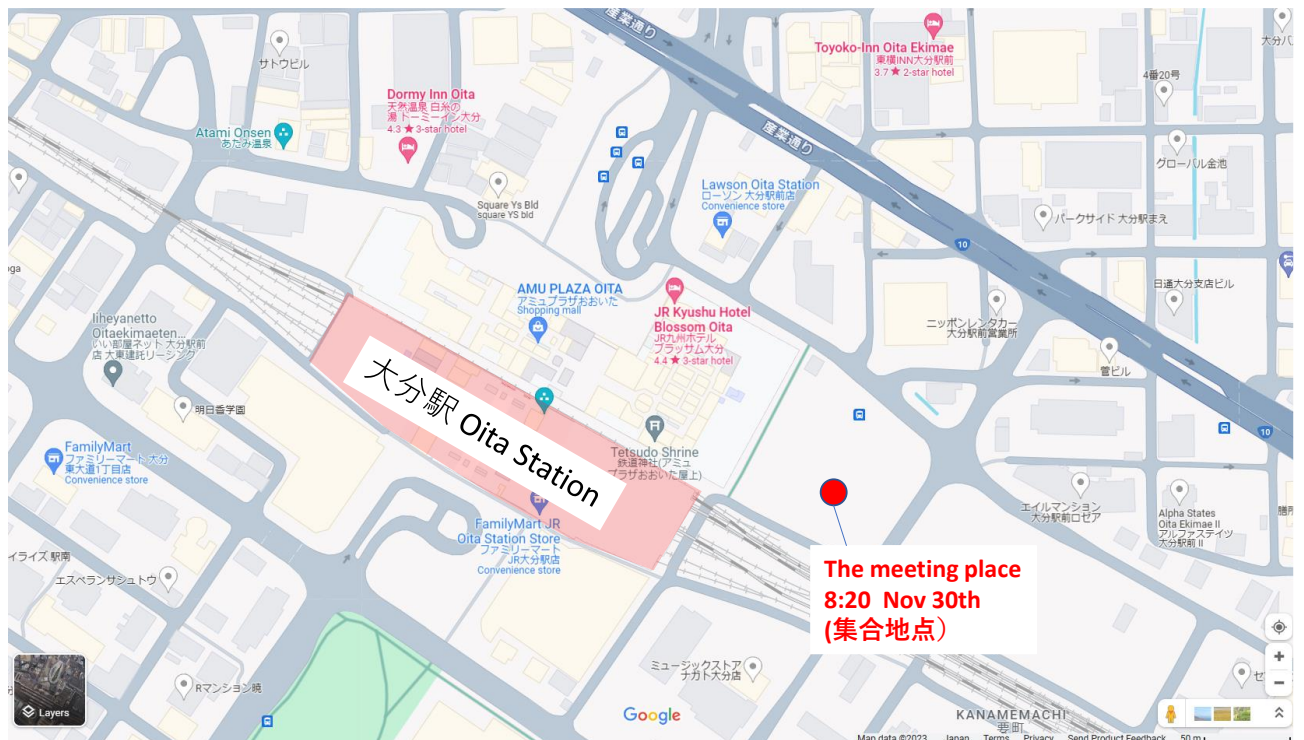 産業通り
Toyoko-Inn Oita Ekimae
東横INN大分駅前
3.7 ★ 2-star hotel
サトウビル
4番20号
Dormy Inn Oita
天然温泉 白糸の
湯 ドーミーイン大分
4.3 ★ 3-star hotel
Atami Onsen
あたみ温泉
産業通り
グローバル金池
Square Ys Bld
square YS bld
Lawson Oita Station
ローソン 大分駅前店
Convenience store
パークサイド 大分駅まえ
10
AMU PLAZA OITA
アミュプラザおおいた
Shopping mall
JR Kyushu Hotel
Blossom Oita
JR九州ホテル
ブラッサム大分
4.4 ★ 3-star hotel
日通大分支店ビル
ニッポンレンタカー
大分駅前営業所
Iiheyanetto
Oitaekimaeten...
いい部屋ネット 大分駅前
店 大東建託リーシング
管ビル
明日香学園
大分駅 Oita Station
10
FamilyMart
ファミリーマート 大分
東大道1丁目店
Convenience store
Tetsudo Shrine
鉄道神社(アミュ
プラザおおいた屋上)
エイルマンション
大分駅前ロゼア
Alpha States
Oita Ekimae II
アルファステイツ
大分駅前 II
FamilyMart JR
Oita Station Store
ファミリーマート
JR大分駅店
Convenience store
イライズ 駅南
エスペランサシュトウ
The meeting place
8:20 Nov 30th
(集合地点）
ミュージックストア
ナガト大分店
Rマンション暁
Layers
Google
KANAMEMACHI
要町
Map data ©2023 Japan Terms Privacy Send Product Feedback 50 m